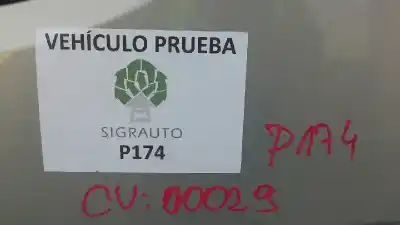 VEHÍCULO PRUEBA
SIGRAUTO
P174
P174
CV: 00029